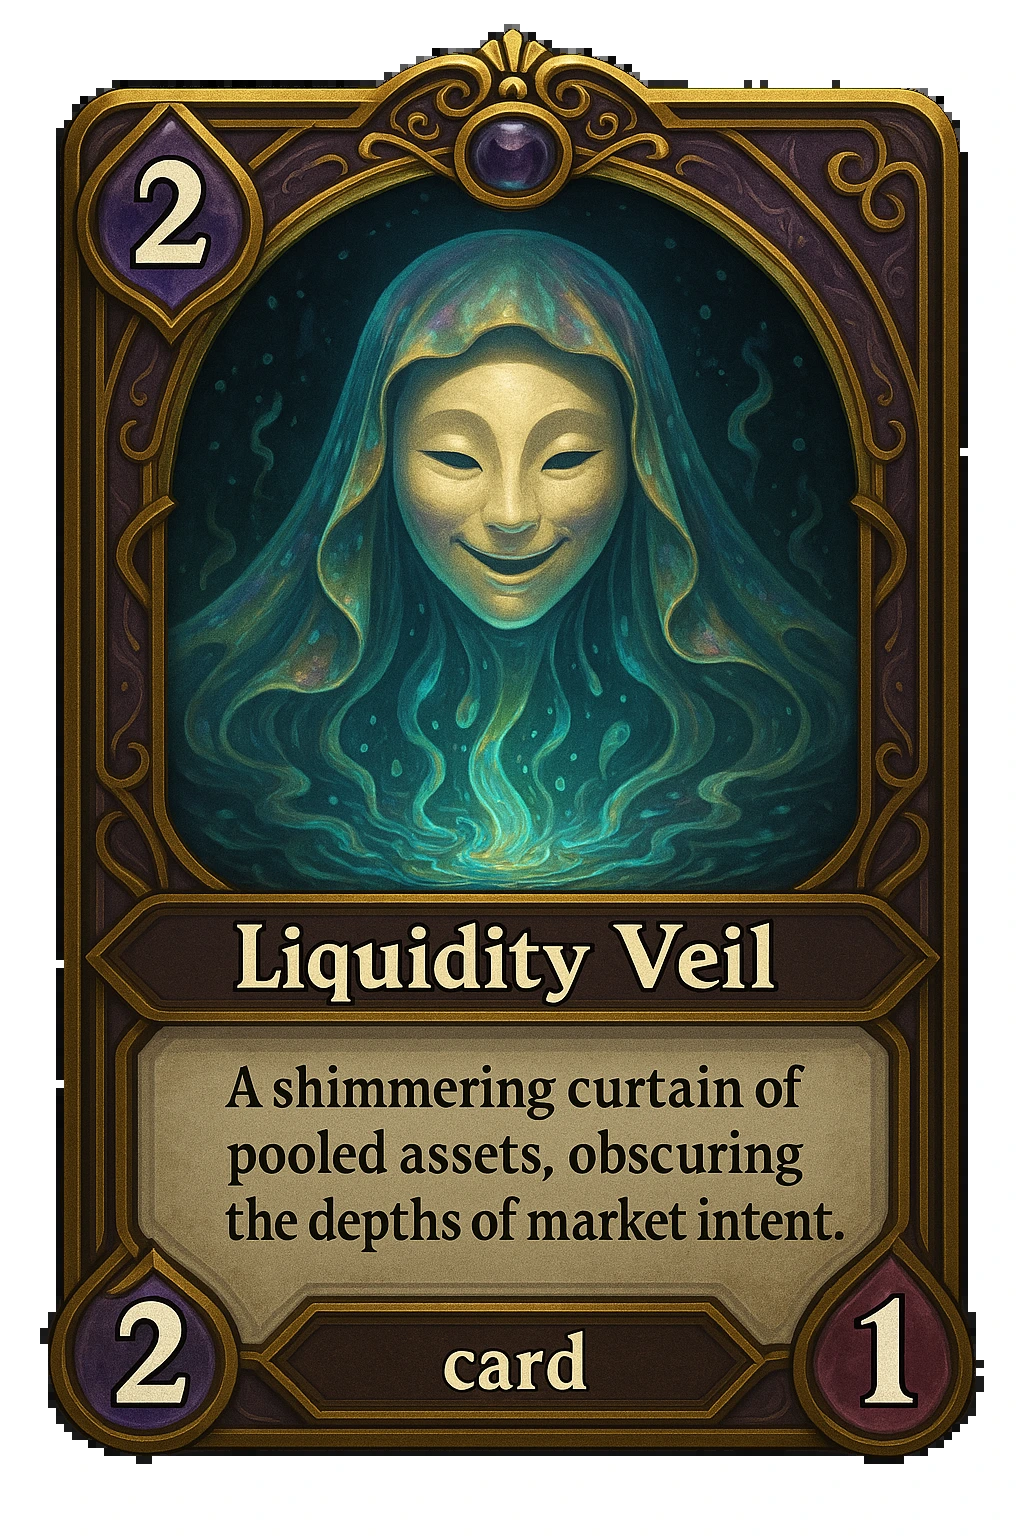 2
Liquidity Veil
A shimmering curtain of
pooled assets, obscuring
the depths of market intent.
2
card
1